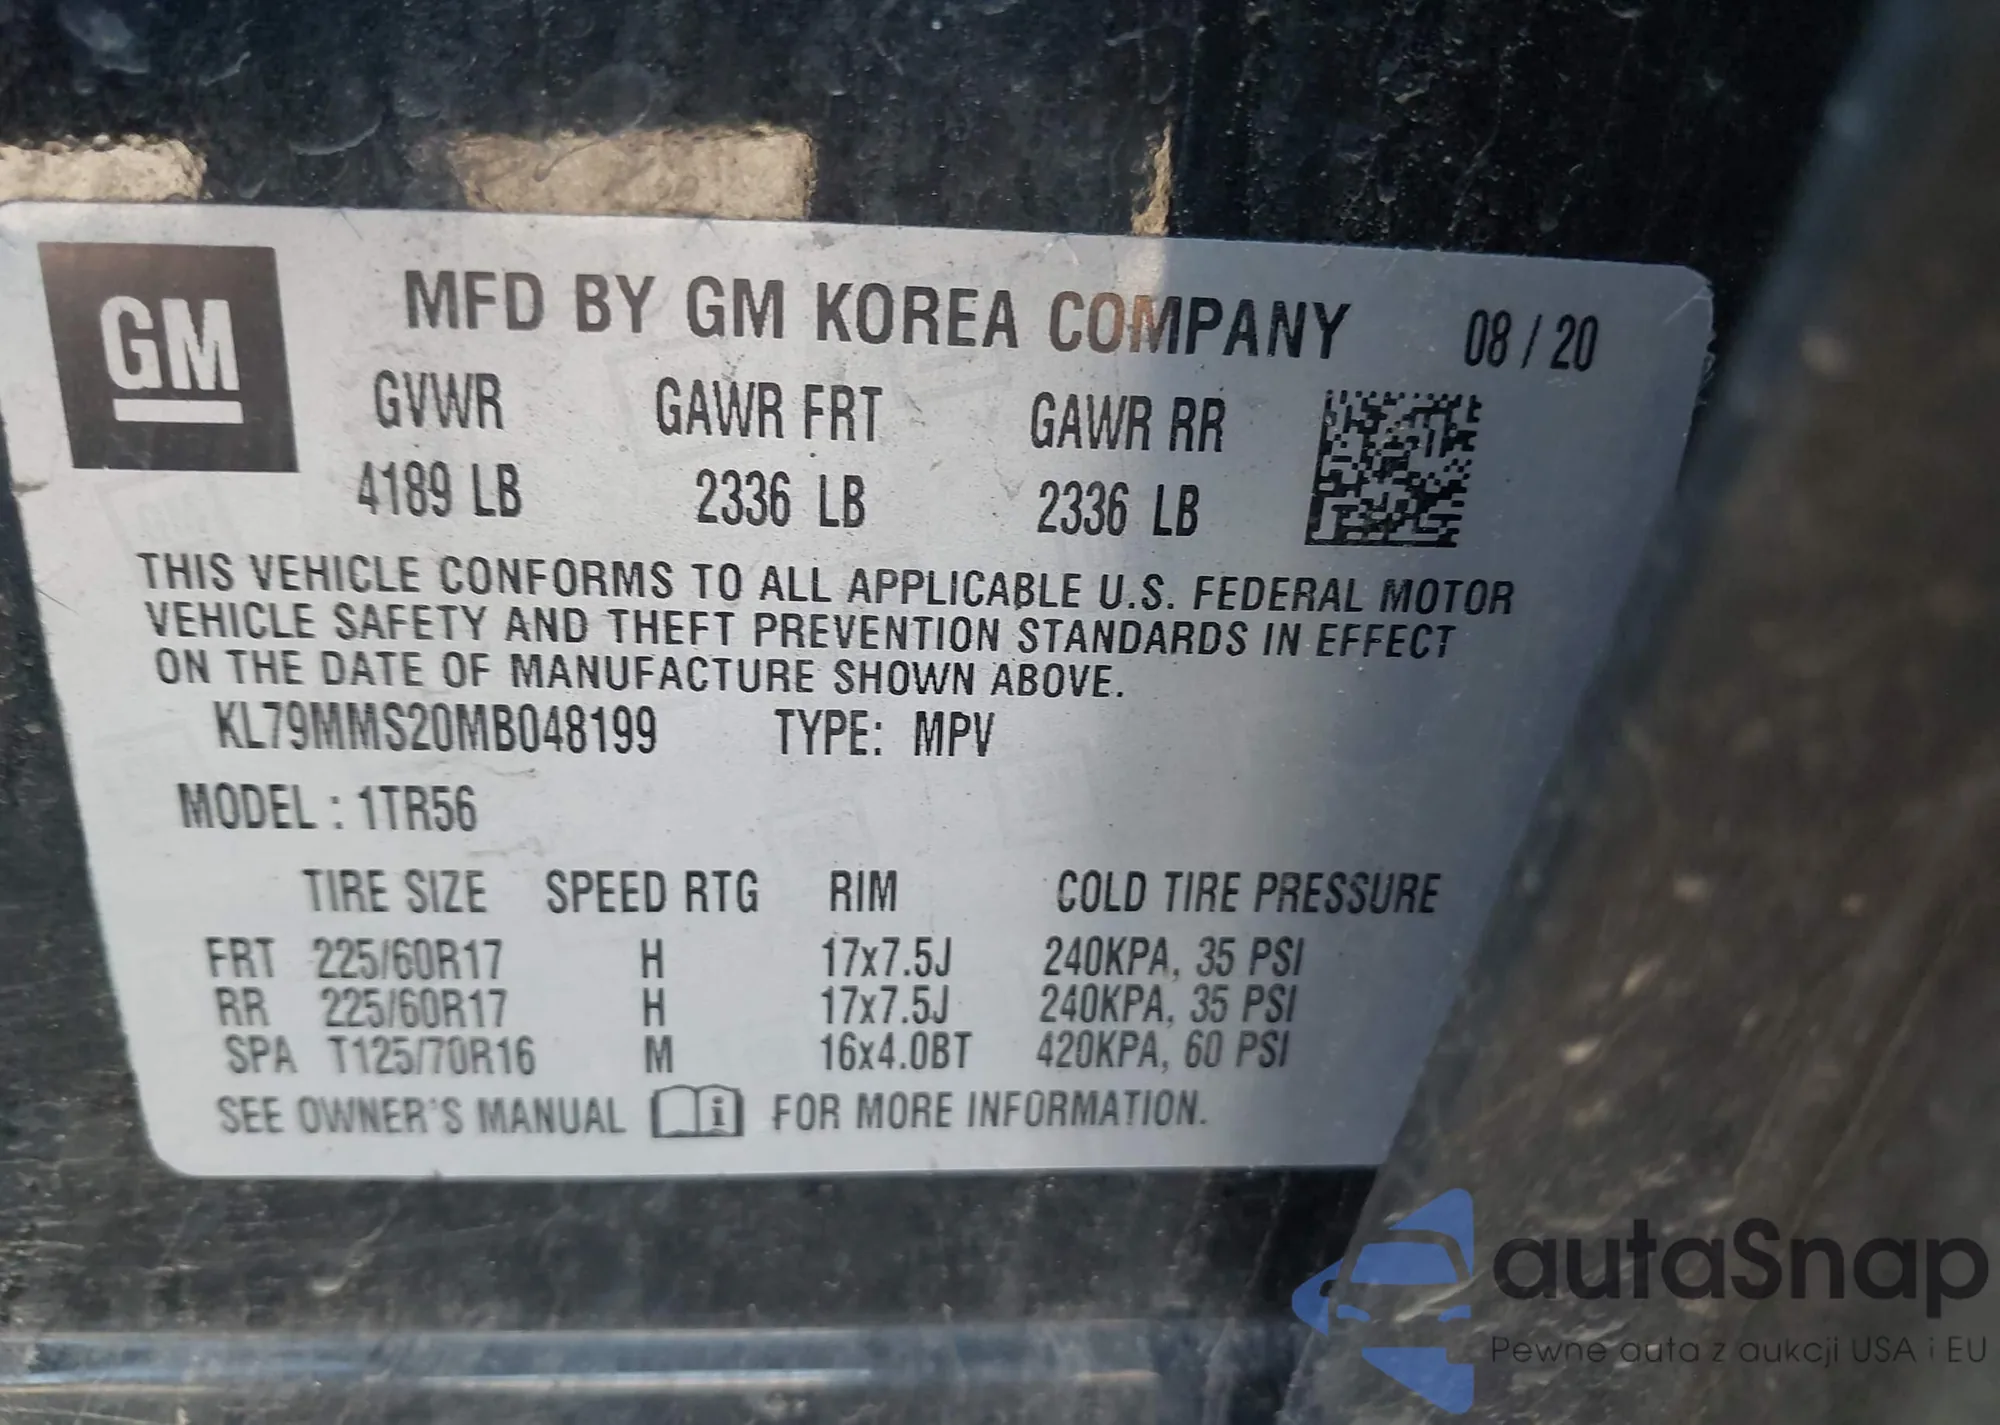 GM
MFD BY GM KOREA COMPANY 08 / 20
GVWR GAWR FRT GAWR RR
4189 LB 2336 LB 2336 LB
THIS VEHICLE CONFORMS TO ALL APPLICABLE U.S. FEDERAL MOTOR
VEHICLE SAFETY AND THEFT PREVENTION STANDARDS IN EFFECT
ON THE DATE OF MANUFACTURE SHOWN ABOVE.
KL79MMS20MB048199 TYPE: MPV
MODEL : 1TR56
TIRE SIZE SPEED RTG RIM COLD TIRE PRESSURE
FRT 225/60R17 H 17x7.5J 240KPA, 35 PSI
RR 225/60R17 H 17x7.5J 240KPA, 35 PSI
SPA T125/70R16 M 16x4.0BT 420KPA, 60 PSI
SEE OWNER'S MANUAL i FOR MORE INFORMATION.
autaSnap
Pewne auta z aukcji USA i EU